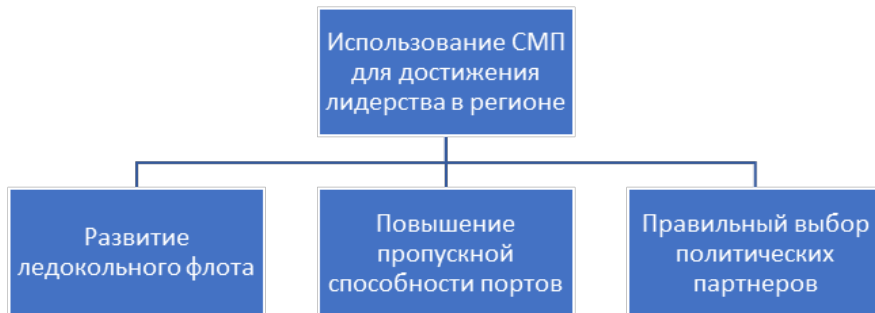 Использование СМП
для достижения
лидерства в регионе
Развитие
ледокольного флота
Повышение
пропускной
способности портов
Правильный выбор
политических
партнеров